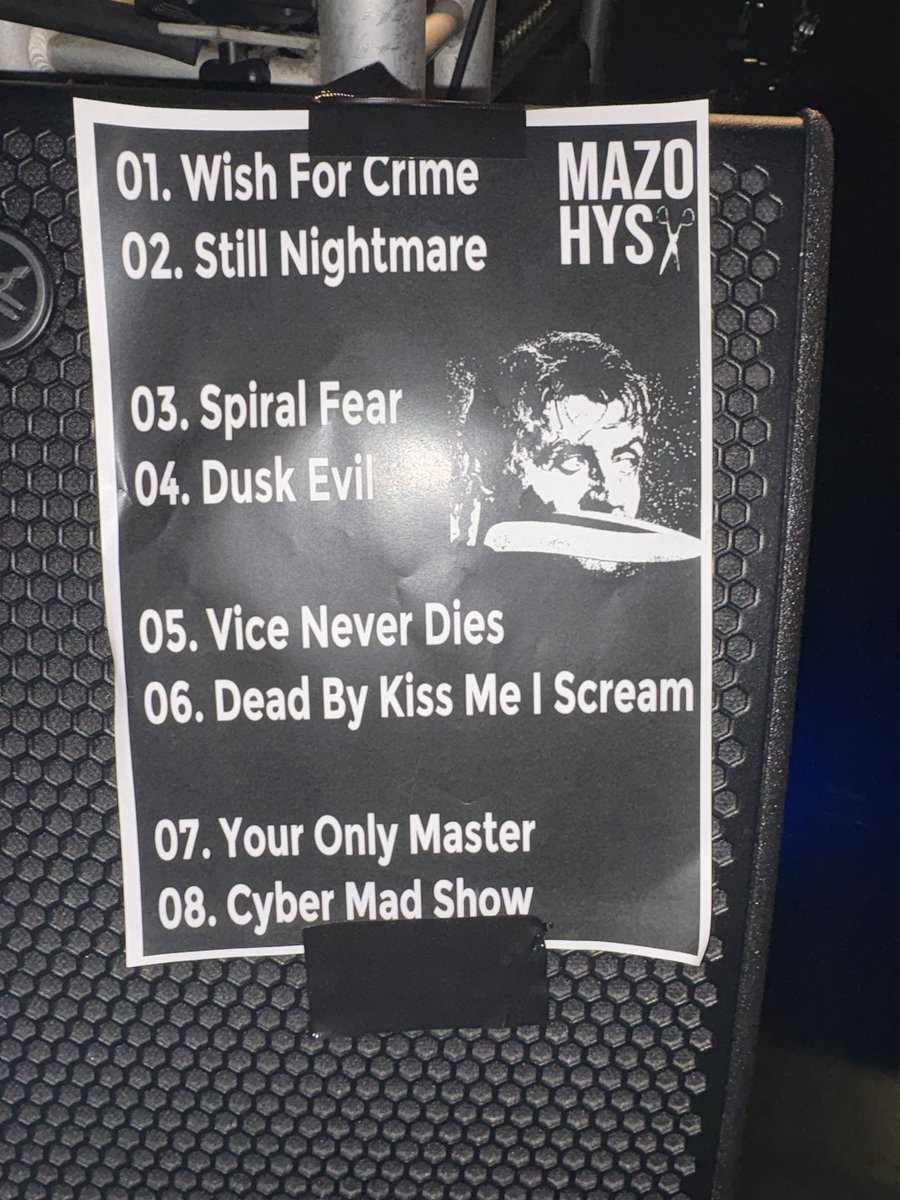 01. Wish For Crime
02. Still Nightmare
MAZO
HYS
03. Spiral Fear
04. Dusk Evil
05. Vice Never Dies
06. Dead By Kiss Me I Scream
07. Your Only Master
08. Cyber Mad Show